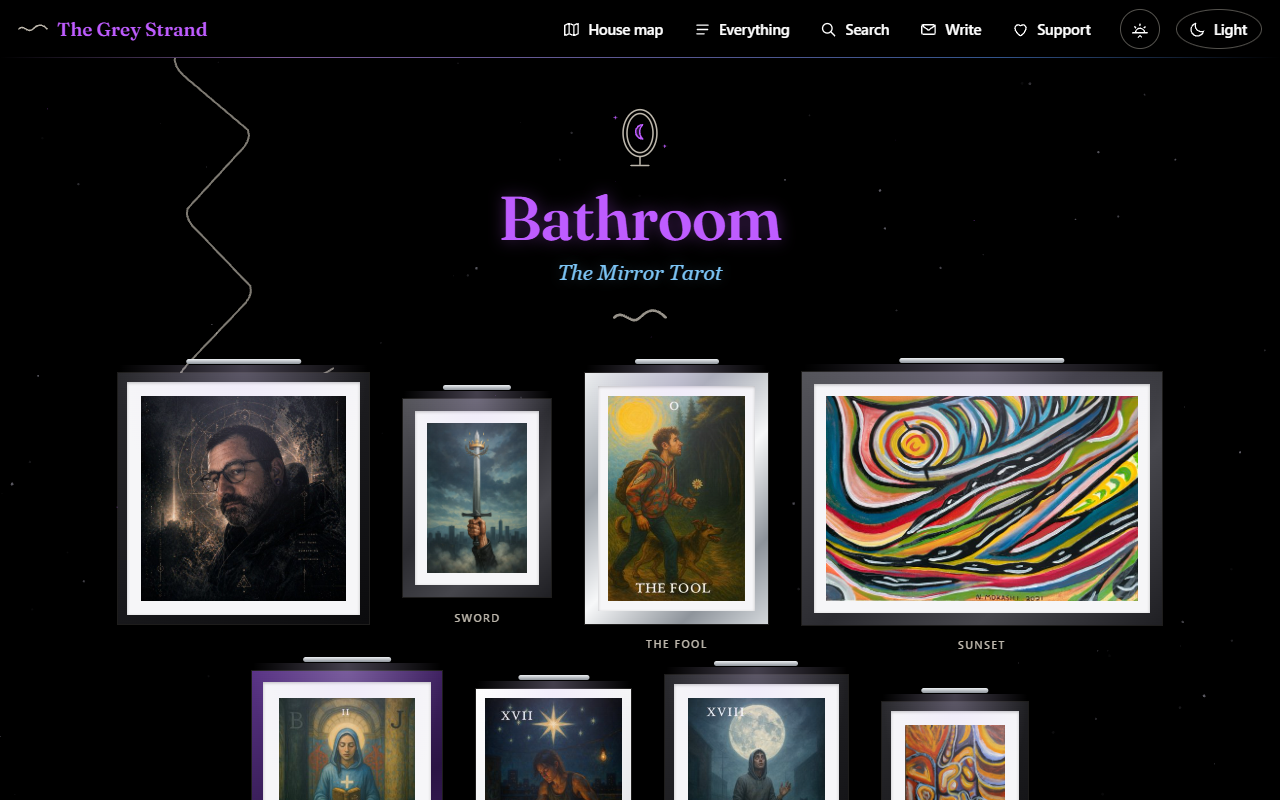 The Grey Strand
House map
Everything
Search
Write
Support
Light
Bathroom
The Mirror Tarot
O
THE FOOL
N. MORASHI 2021
SWORD
THE FOOL
SUNSET
B
II
J
XVII
XVIII